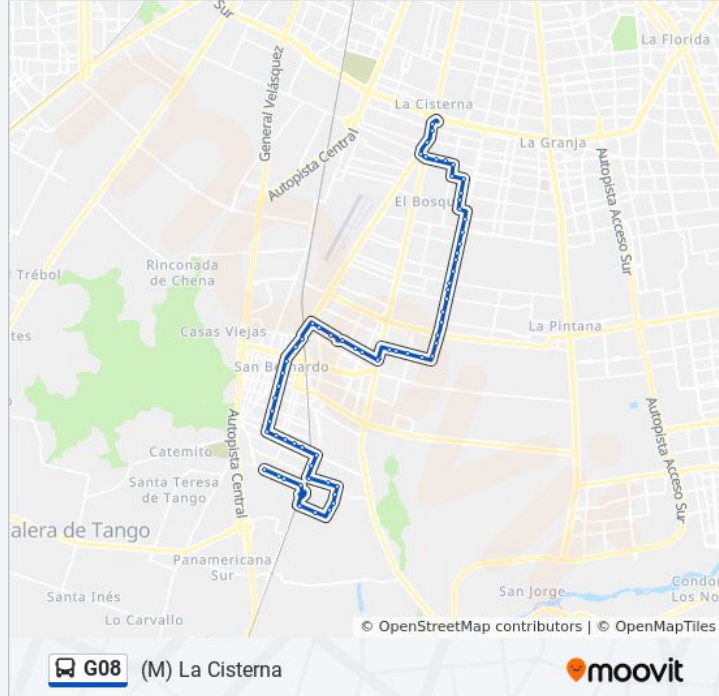 Sur
La Florida
General Velásquez
La Cisterna
La Granja
Autopista Central
Autopista Acceso Sur
El Bosqu
Trébol
Rinconada
de Chena
tes
Casas Viejas
La Pintana
San Bernardo
Autopista Central
Autopista Acceso Sur
Catemito
Santa Teresa
de Tango
alera de Tango
Panamericana
Sur
San Jorge
Condor
Los No
Santa Inés
Lo Carvallo
© OpenStreetMap contributors | © OpenMapTiles
G08 (M) La Cisterna
moovit